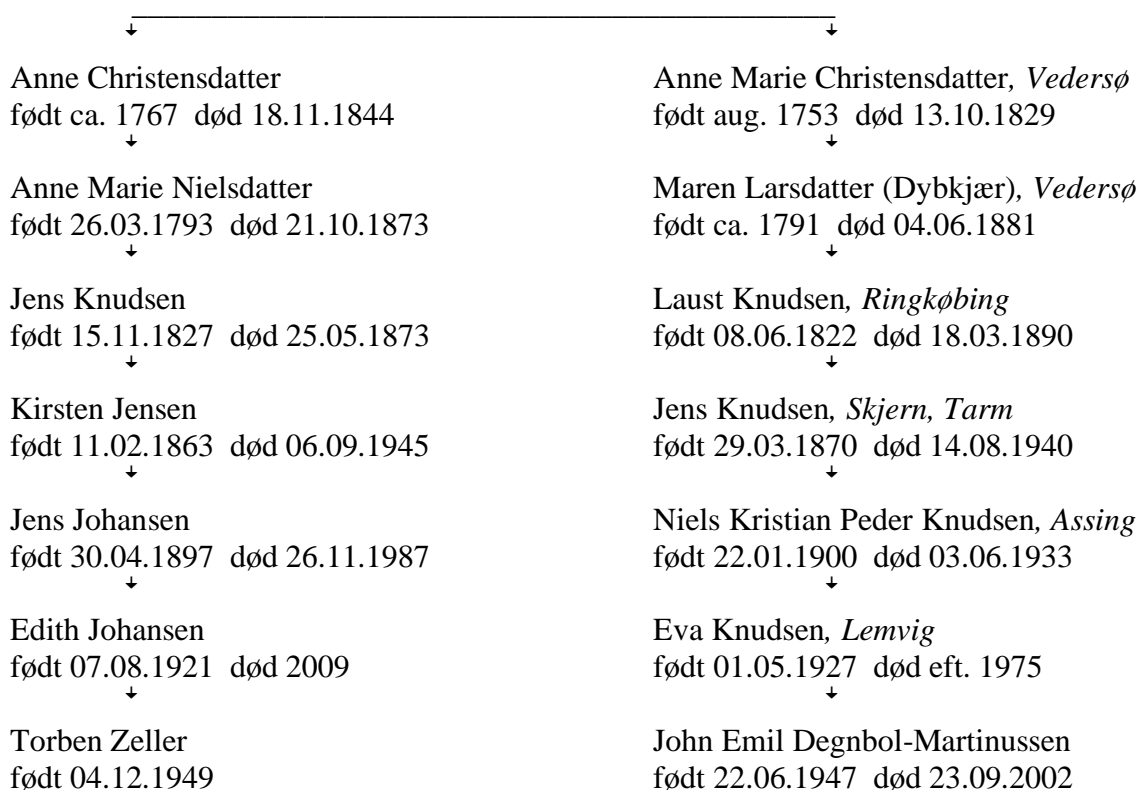 Anne Christensdatter
født ca. 1767 død 18.11.1844
Anne Marie Nielsdatter
født 26.03.1793 død 21.10.1873
Jens Knudsen
født 15.11.1827 død 25.05.1873
Kirsten Jensen
født 11.02.1863 død 06.09.1945
Jens Johansen
født 30.04.1897 død 26.11.1987
Edith Johansen
født 07.08.1921 død 2009
Torben Zeller
født 04.12.1949
Anne Marie Christensdatter, Vedersø
født aug. 1753 død 13.10.1829
Maren Larsdatter (Dybkjær), Vedersø
født ca. 1791 død 04.06.1881
Laust Knudsen, Ringkøbing
født 08.06.1822 død 18.03.1890
Jens Knudsen, Skjern, Tarm
født 29.03.1870 død 14.08.1940
Niels Kristian Peder Knudsen, Assing
født 22.01.1900 død 03.06.1933
Eva Knudsen, Lemvig
født 01.05.1927 død eft. 1975
John Emil Degnbol-Martinussen
født 22.06.1947 død 23.09.2002